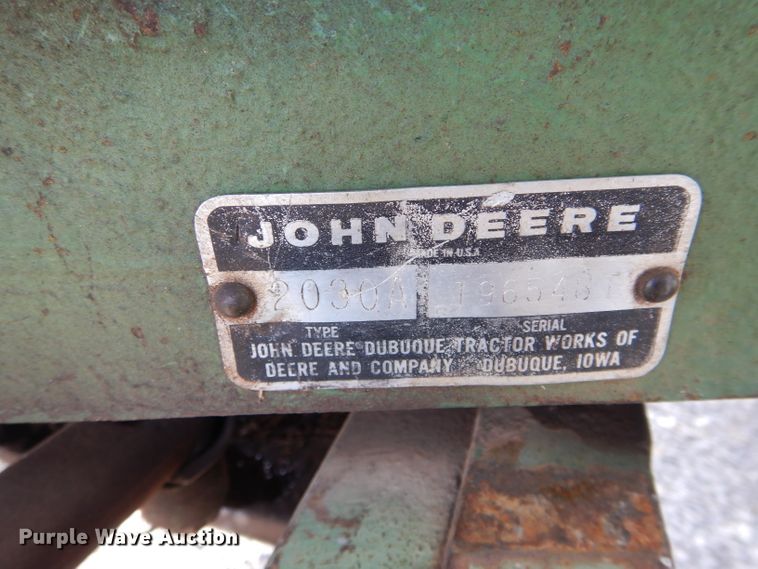 JOHN DEERE
MADE IN U.S.A.
2030A
TYPE SERIAL
JOHN DEERE DUBUQUE TRACTOR WORKS OF
DEERE AND COMPANY DUBUQUE, IOWA
Purple Wave Auction